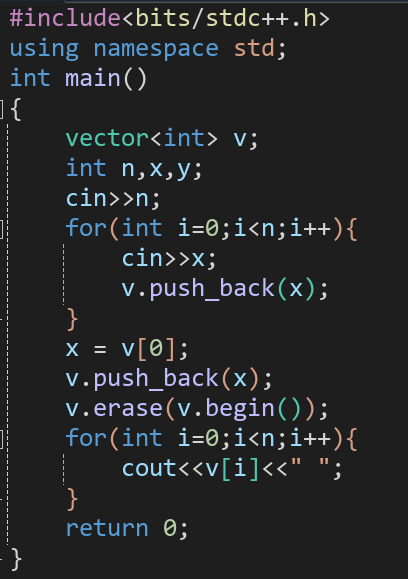 #include<bits/stdc++.h>
using namespace std;
int main()
{
    vector<int> v;
    int n,x,y;
    cin>>n;
    for(int i=0;i<n;i++){
        cin>>x;
        v.push_back(x);
    }
    x = v[0];
    v.push_back(x);
    v.erase(v.begin());
    for(int i=0;i<n;i++){
        cout<<v[i]<<" ";
    }
    return 0;
}